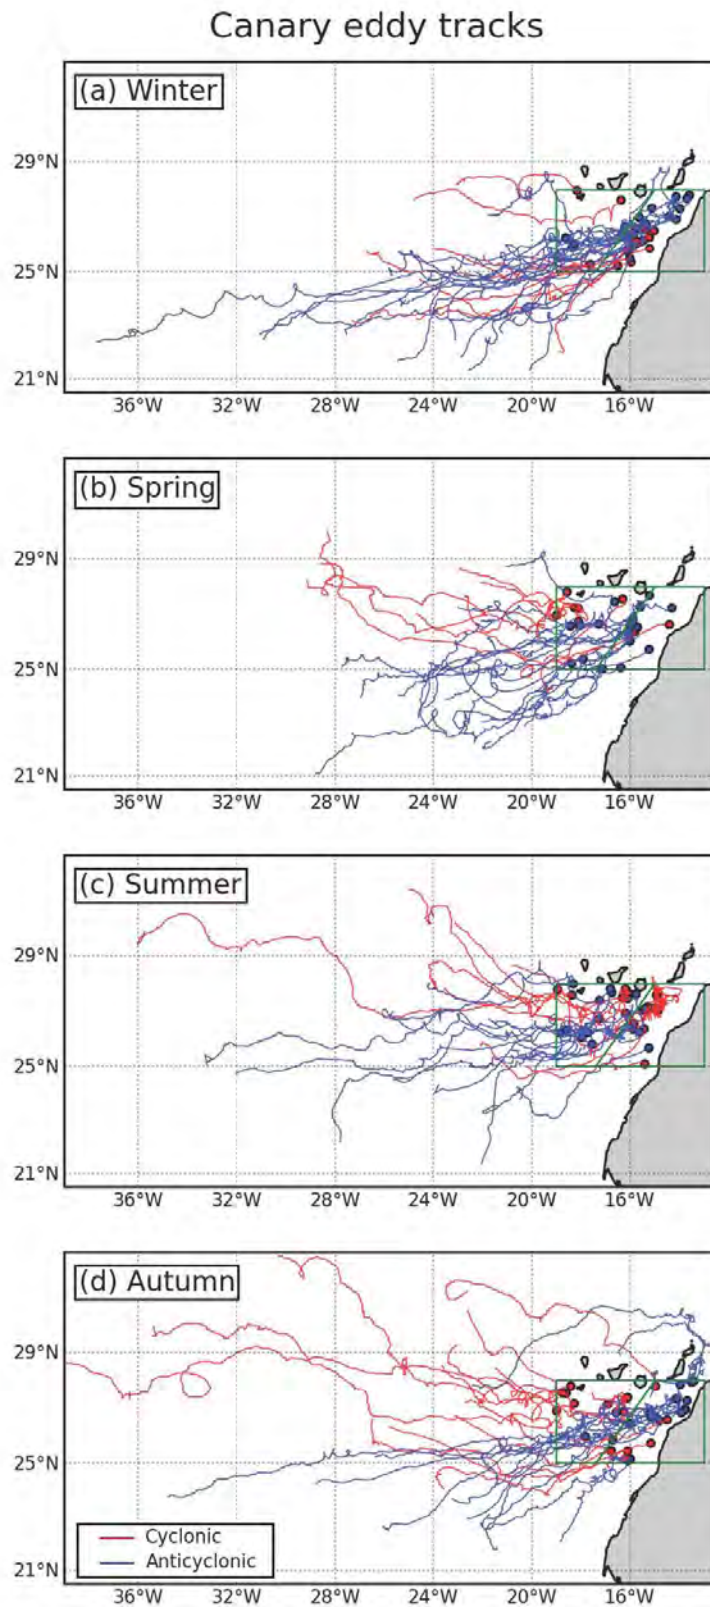 Canary eddy tracks
(a) Winter
29°N
25°N
21°N
36°W 32°W 28°W 24°W 20°W 16°W
(b) Spring
29°N
25°N
21°N
36°W 32°W 28°W 24°W 20°W 16°W
(c) Summer
29°N
25°N
21°N
36°W 32°W 28°W 24°W 20°W 16°W
(d) Autumn
29°N
25°N
Cyclonic
Anticyclonic
21°N
36°W 32°W 28°W 24°W 20°W 16°W